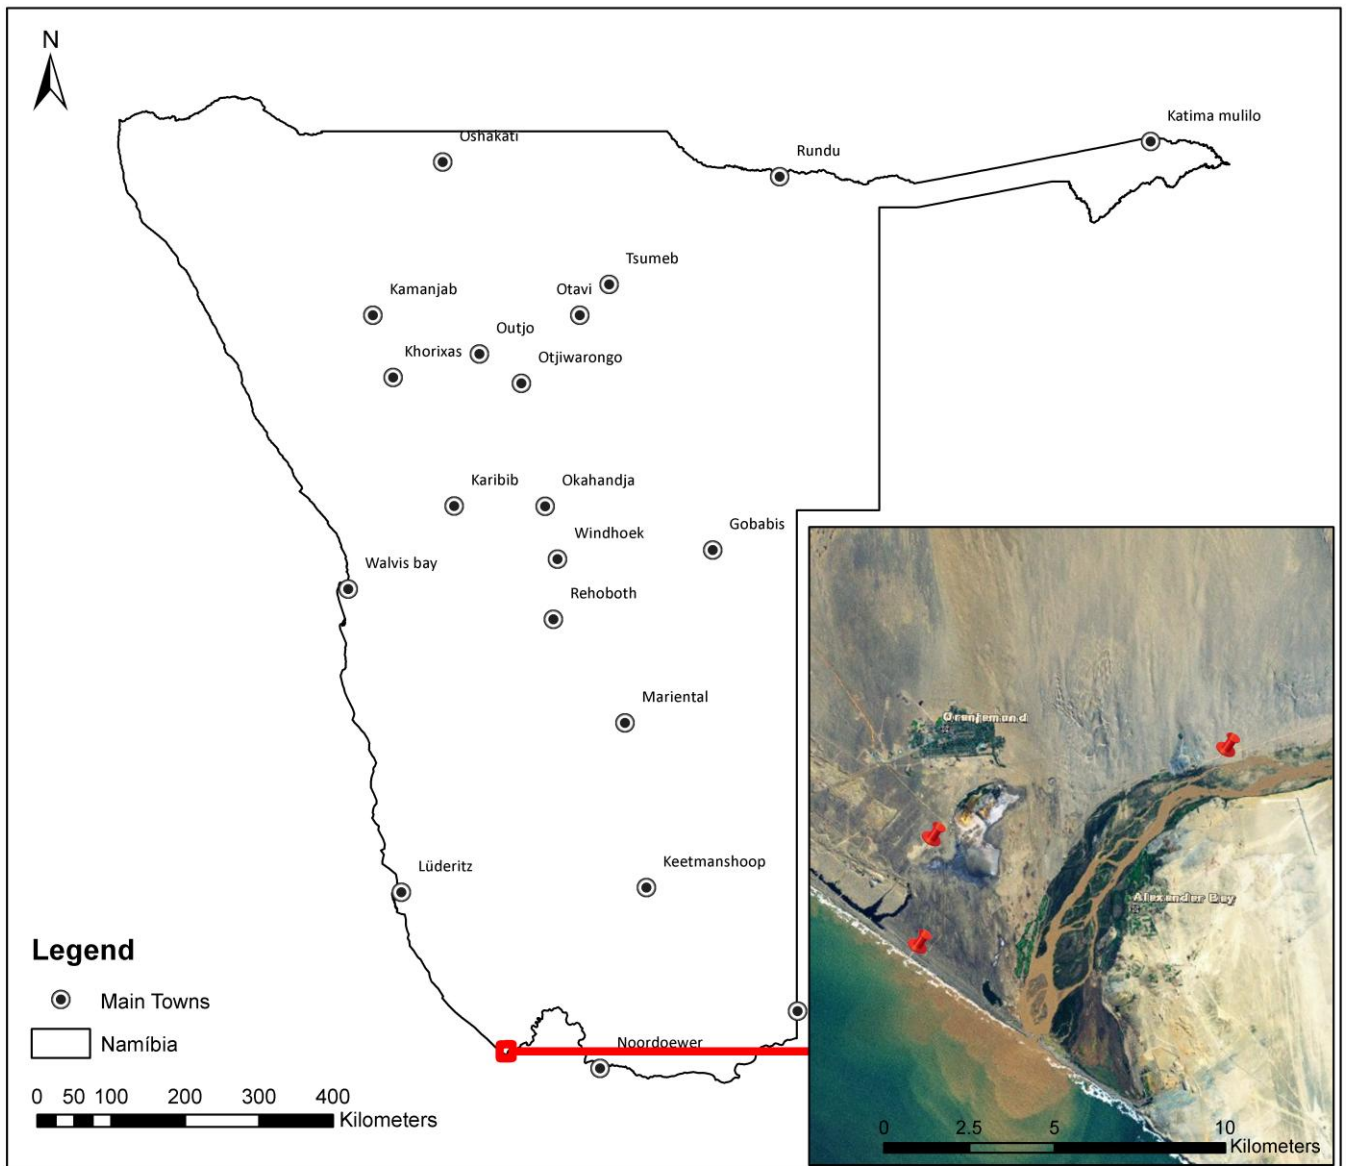 N
Katima mulilo
Oshakati
Rundu
Tsumeb
Kamanjab
Otavi
Outjo
Khorixas
Otjiwarongo
Karibib
Okahandja
Gobabis
Windhoek
Walvis bay
Rehoboth
Mariental
Oranjemund
Keetmanshoop
Lüderitz
Alexander Bay
Legend
Main Towns
Namíbia
Noordoewer
0 50 100 200 300 400
Kilometers
0 2.5 5 10
Kilometers